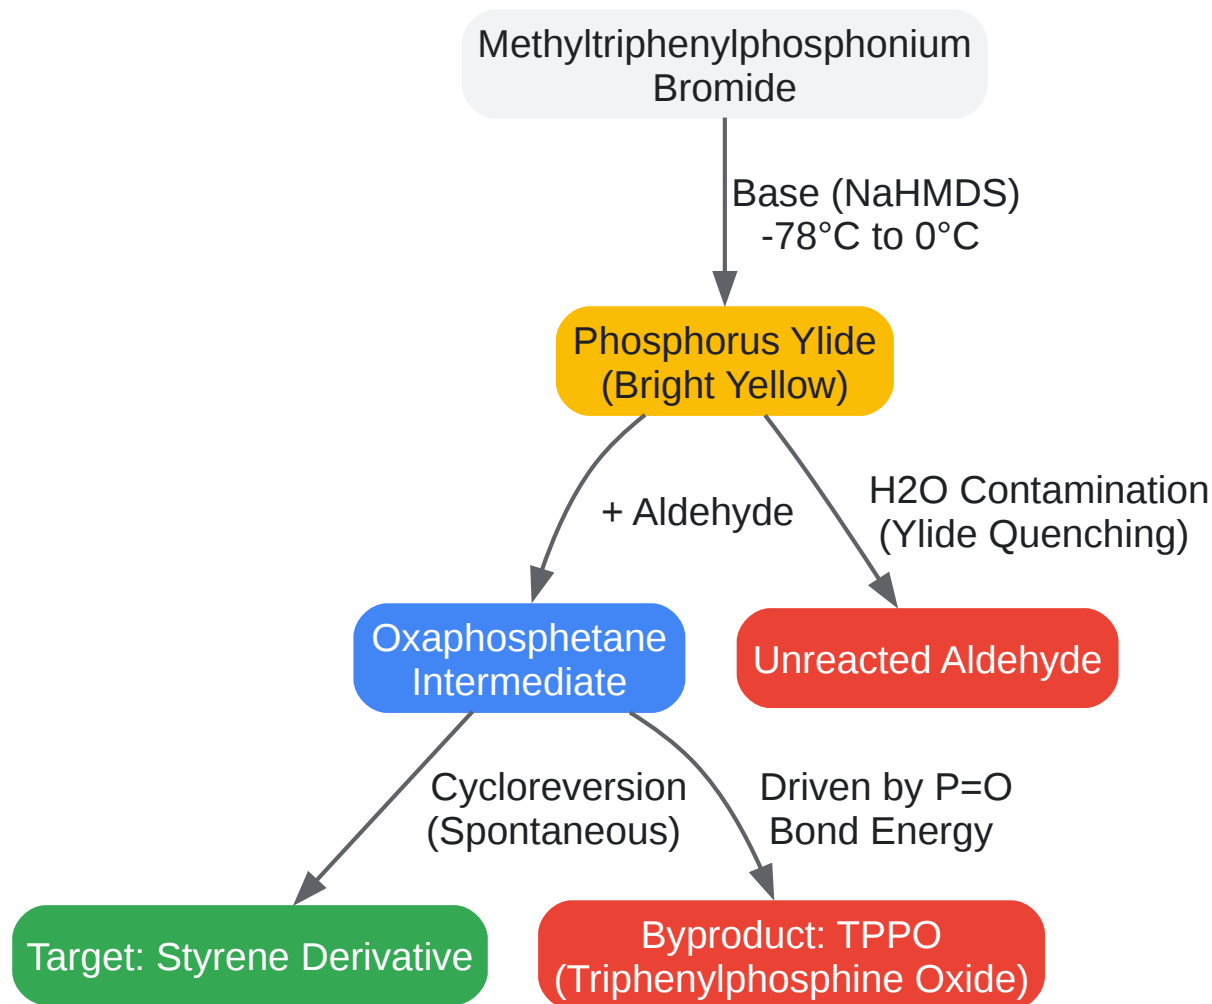 Methyltriphenylphosphonium
Bromide
Base (NaHMDS)
-78°C to 0°C
Phosphorus Ylide
(Bright Yellow)
+ Aldehyde
H2O Contamination
(Ylide Quenching)
Oxaphosphetane
Intermediate
Unreacted Aldehyde
Cycloreversion
(Spontaneous)
Driven by P=O
Bond Energy
Target: Styrene Derivative
Byproduct: TPPO
(Triphenylphosphine Oxide)